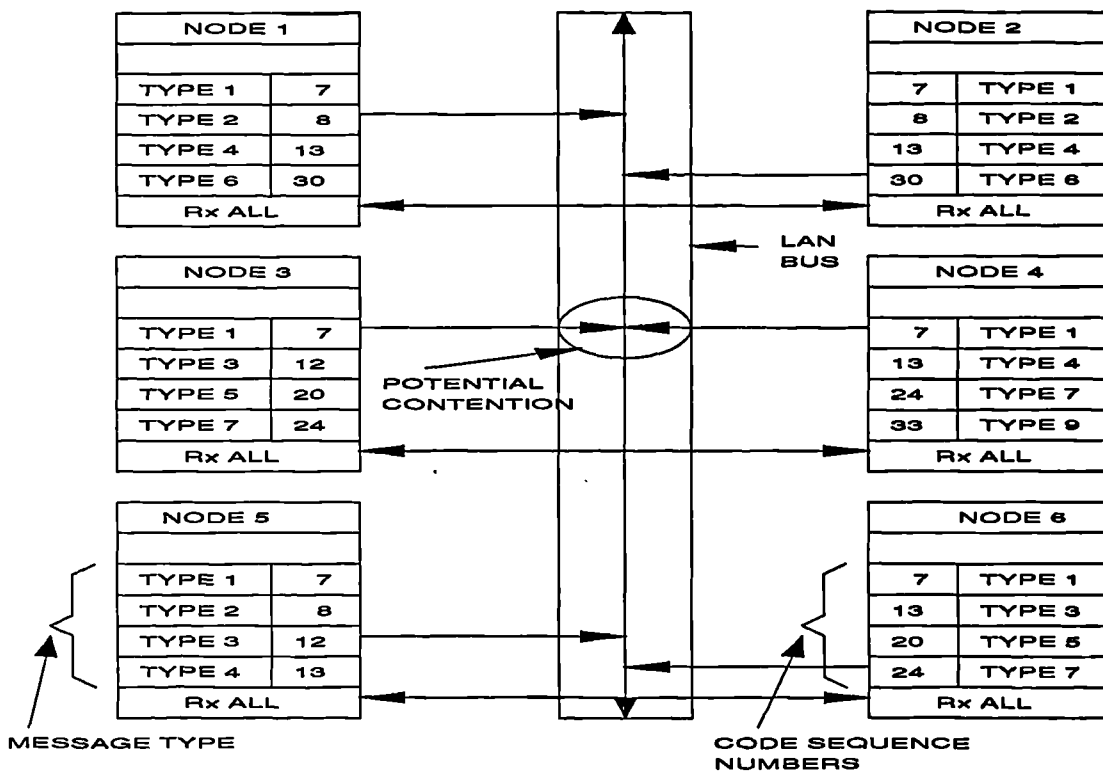 NODE 1
TYPE 1 7
TYPE 2 8
TYPE 4 13
TYPE 6 30
Rx ALL
NODE 2
7 TYPE 1
8 TYPE 2
13 TYPE 4
30 TYPE 6
Rx ALL
LAN
BUS
NODE 3
TYPE 1 7
TYPE 3 12
TYPE 5 20
TYPE 7 24
Rx ALL
POTENTIAL
CONTENTION
NODE 4
7 TYPE 1
13 TYPE 4
24 TYPE 7
33 TYPE 9
Rx ALL
NODE 5
TYPE 1 7
TYPE 2 8
TYPE 3 12
TYPE 4 13
Rx ALL
NODE 6
7 TYPE 1
13 TYPE 3
20 TYPE 5
24 TYPE 7
Rx ALL
MESSAGE TYPE
CODE SEQUENCE
NUMBERS